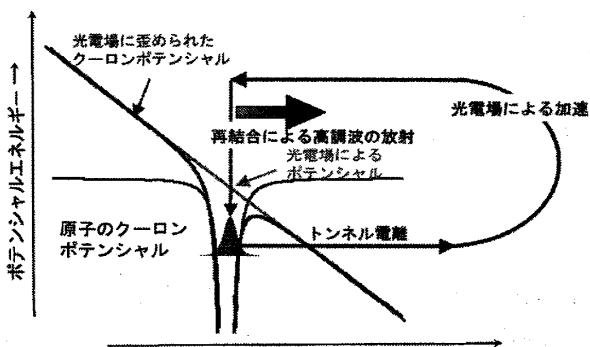 光電場に歪められた
クーロンポテンシャル
光電場による加速
再結合による高調波の放射
光電場による
ポテンシャル
原子のクーロン
ポテンシャル
トンネル電離
ポテンシャルエネルギー→